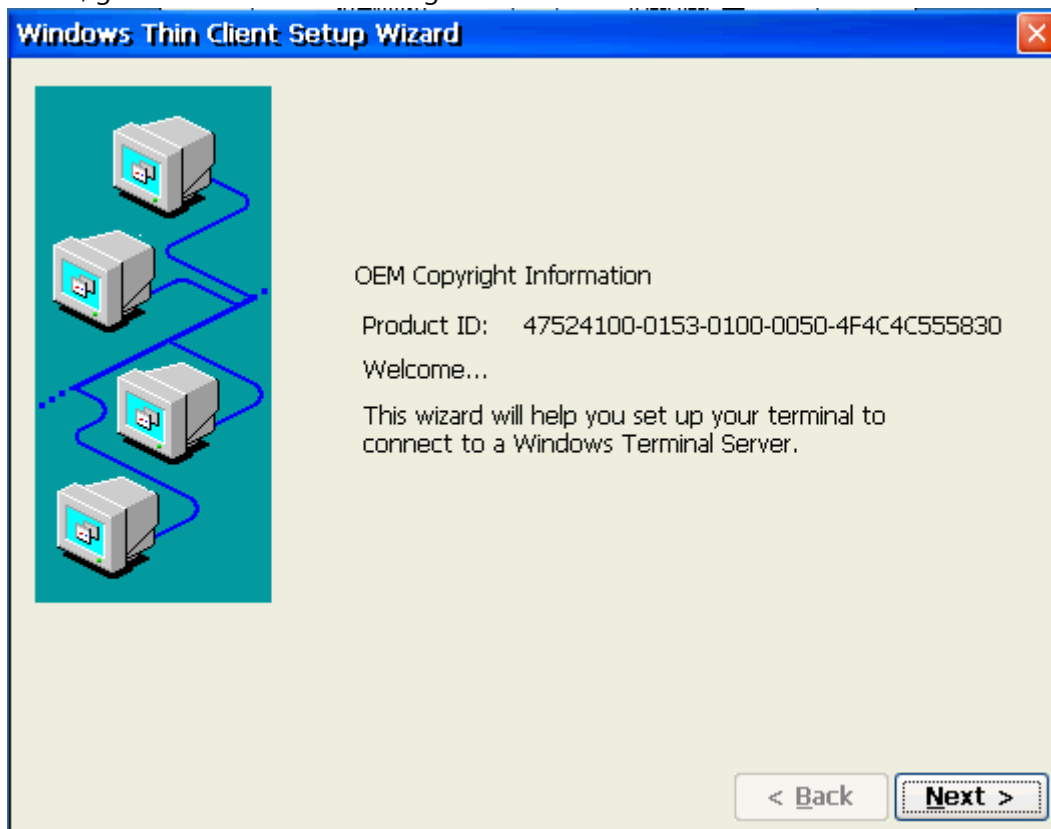 Windows Thin Client Setup Wizard
OEM Copyright Information
Product ID: 47524100-0153-0100-0050-4F4C4C555830
Welcome...
This wizard will help you set up your terminal to
connect to a Windows Terminal Server.
< Back Next >